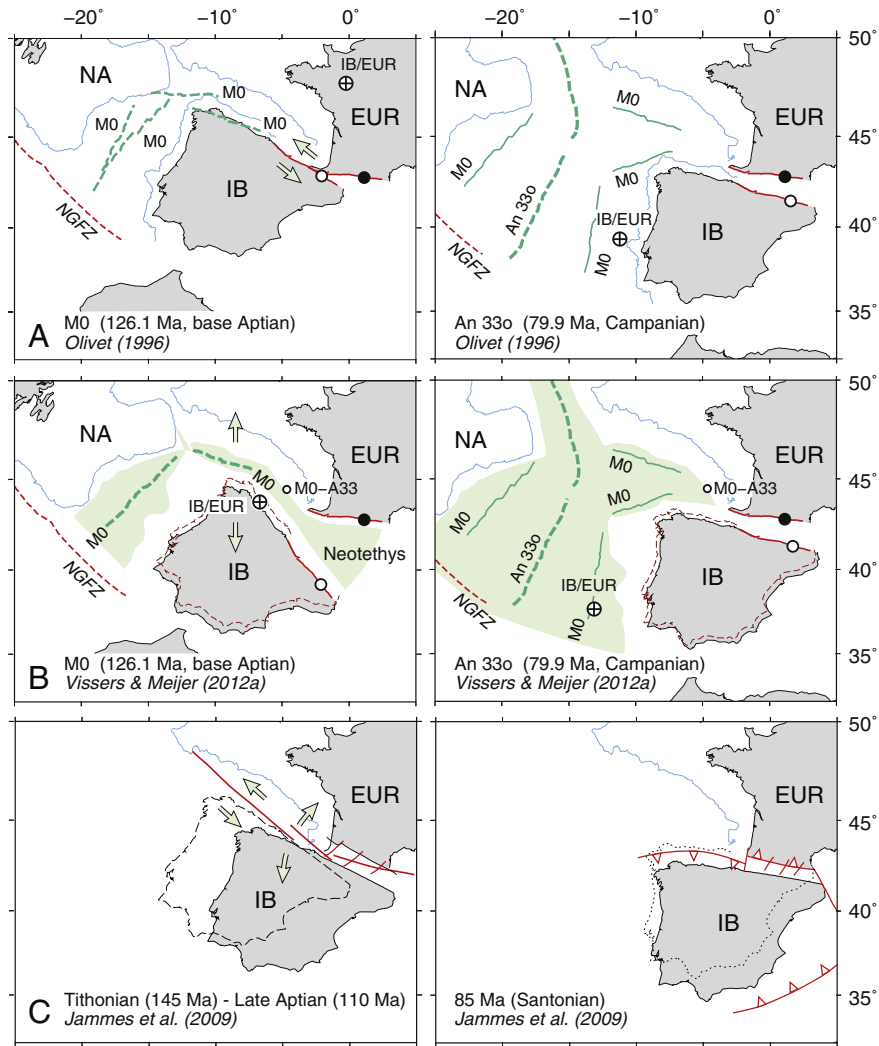 −20˚ −10˚ 0˚ −20˚ −10˚ 0˚
50˚
45˚
40˚
35˚
NA
IB/EUR
EUR
M0
M0
M0
M0
IB
NGFZ
A
M0 (126.1 Ma, base Aptian)
Olivet (1996)
NA
M0
EUR
M0
M0
An 33o
IB/EUR
M0
IB
NGFZ
An 33o (79.9 Ma, Campanian)
Olivet (1996)
50˚
45˚
40˚
35˚
NA
EUR
M0
M0−A33
IB/EUR
M0
Neotethys
IB
NGFZ
B
M0 (126.1 Ma, base Aptian)
Vissers & Meijer (2012a)
NA
EUR
M0
M0−A33
M0
M0
An 33o
IB/EUR
M0
IB
NGFZ
An 33o (79.9 Ma, Campanian)
Vissers & Meijer (2012a)
50˚
45˚
40˚
35˚
EUR
IB
C
Tithonian (145 Ma) - Late Aptian (110 Ma)
Jammes et al. (2009)
EUR
IB
85 Ma (Santonian)
Jammes et al. (2009)